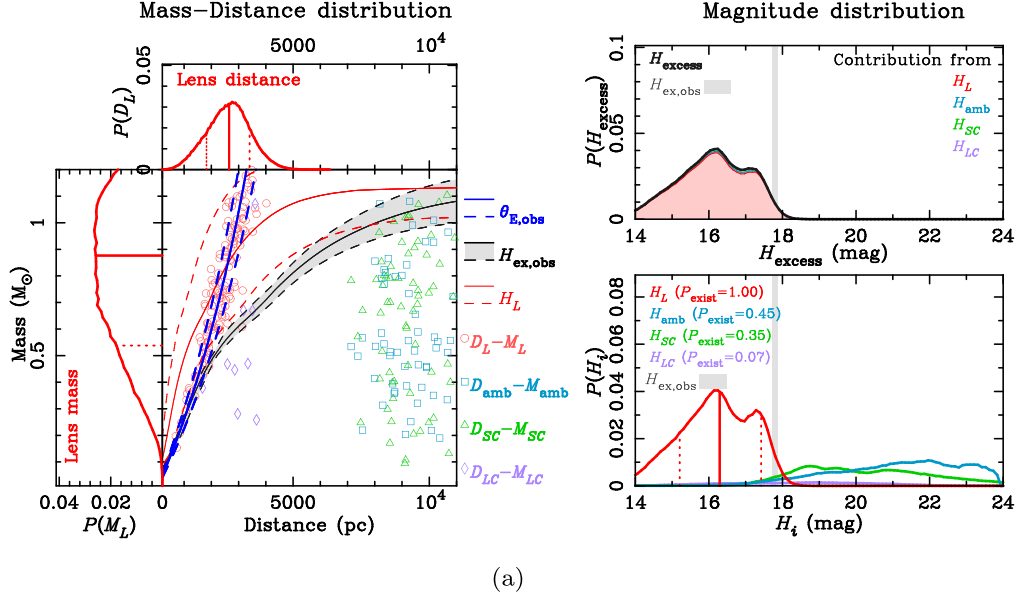 Mass−Distance distribution
0 5000 10⁴
0 0.05
P(D_L)
Lens distance
0.5 1
Mass (M⊙)
Lens mass
0.04 0.02 0
P(M_L)
0 5000 10⁴
Distance (pc)
θ_E,obs
H_ex,obs
H_L
D_L−M_L
D_amb−M_amb
D_SC−M_SC
D_LC−M_LC
Magnitude distribution
0 0.05 0.1
P(H_excess)
H_excess
H_ex,obs
Contribution from
H_L
H_amb
H_SC
H_LC
14 16 18 20 22 24
H_excess (mag)
0 0.02 0.04 0.06 0.08
P(H_i)
H_L (P_exist=1.00)
H_amb (P_exist=0.45)
H_SC (P_exist=0.35)
H_LC (P_exist=0.07)
H_ex,obs
14 16 18 20 22 24
H_i (mag)
(a)